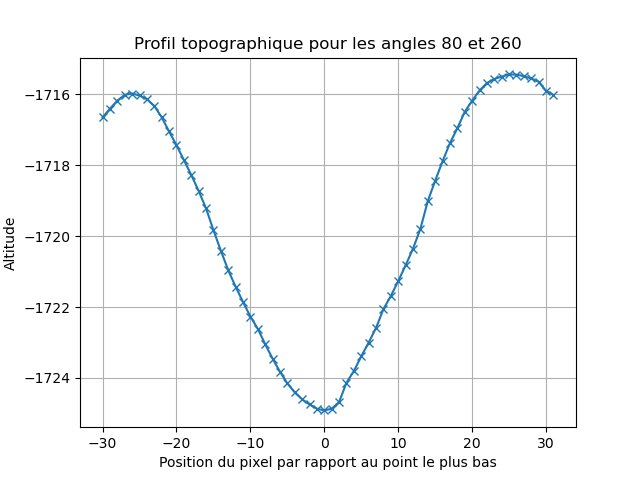 Profil topographique pour les angles 80 et 260
Altitude
−1716
−1718
−1720
−1722
−1724
−30 −20 −10 0 10 20 30
Position du pixel par rapport au point le plus bas